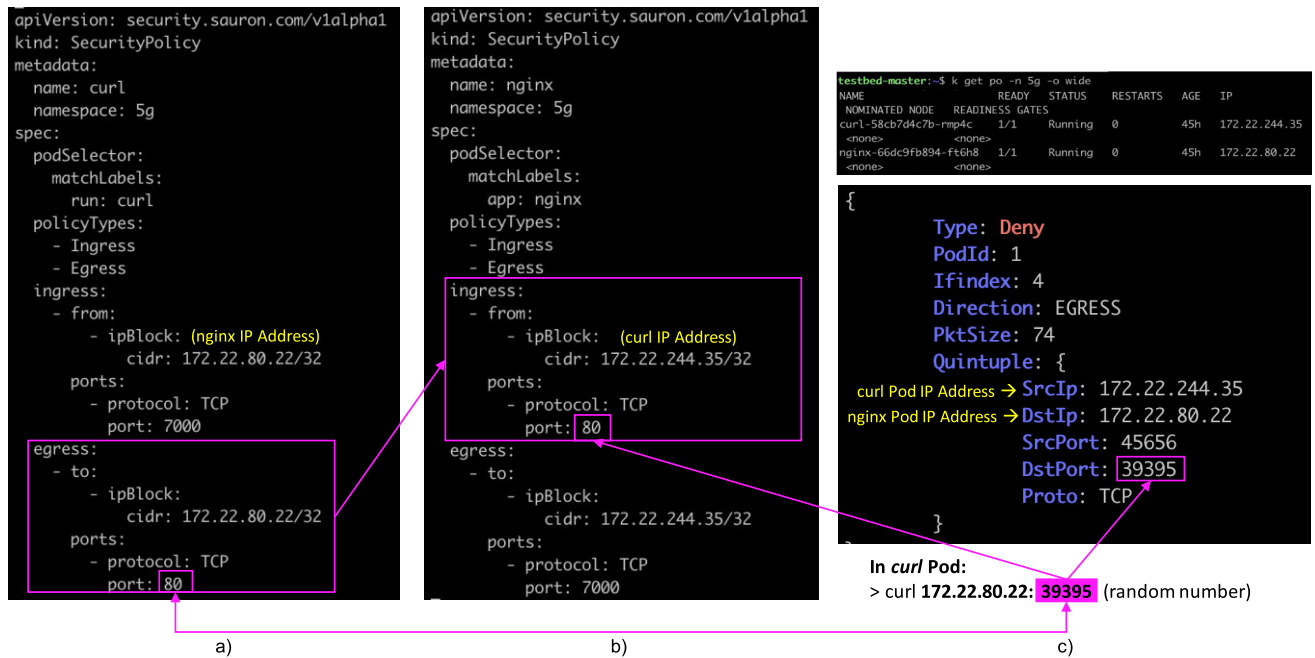 apiVersion: security.sauron.com/v1alpha1
kind: SecurityPolicy
metadata:
name: curl
namespace: 5g
spec:
podSelector:
matchLabels:
run: curl
policyTypes:
- Ingress
- Egress
ingress:
- from:
- ipBlock: (nginx IP Address)
cidr: 172.22.80.22/32
ports:
- protocol: TCP
port: 7000
egress:
- to:
- ipBlock:
cidr: 172.22.80.22/32
ports:
- protocol: TCP
port: 80
a)
apiVersion: security.sauron.com/v1alpha1
kind: SecurityPolicy
metadata:
name: nginx
namespace: 5g
spec:
podSelector:
matchLabels:
app: nginx
policyTypes:
- Ingress
- Egress
ingress:
- from:
- ipBlock: (curl IP Address)
cidr: 172.22.244.35/32
ports:
- protocol: TCP
port: 80
egress:
- to:
- ipBlock:
cidr: 172.22.244.35/32
ports:
- protocol: TCP
port: 7000
b)
testbed-master:~$ k get po -n 5g -o wide
NAME READY STATUS RESTARTS AGE IP
NOMINATED NODE READINESS GATES
curl-58cb7d4c7b-rmp4c 1/1 Running 0 45h 172.22.244.35
<none> <none>
nginx-66dc9fb894-ft6h8 1/1 Running 0 45h 172.22.80.22
<none> <none>
{
Type: Deny
PodId: 1
Ifindex: 4
Direction: EGRESS
PktSize: 74
Quintuple: {
curl Pod IP Address → SrcIp: 172.22.244.35
nginx Pod IP Address → DstIp: 172.22.80.22
SrcPort: 45656
DstPort: 39395
Proto: TCP
}
In curl Pod:
> curl 172.22.80.22: 39395 (random number)
c)